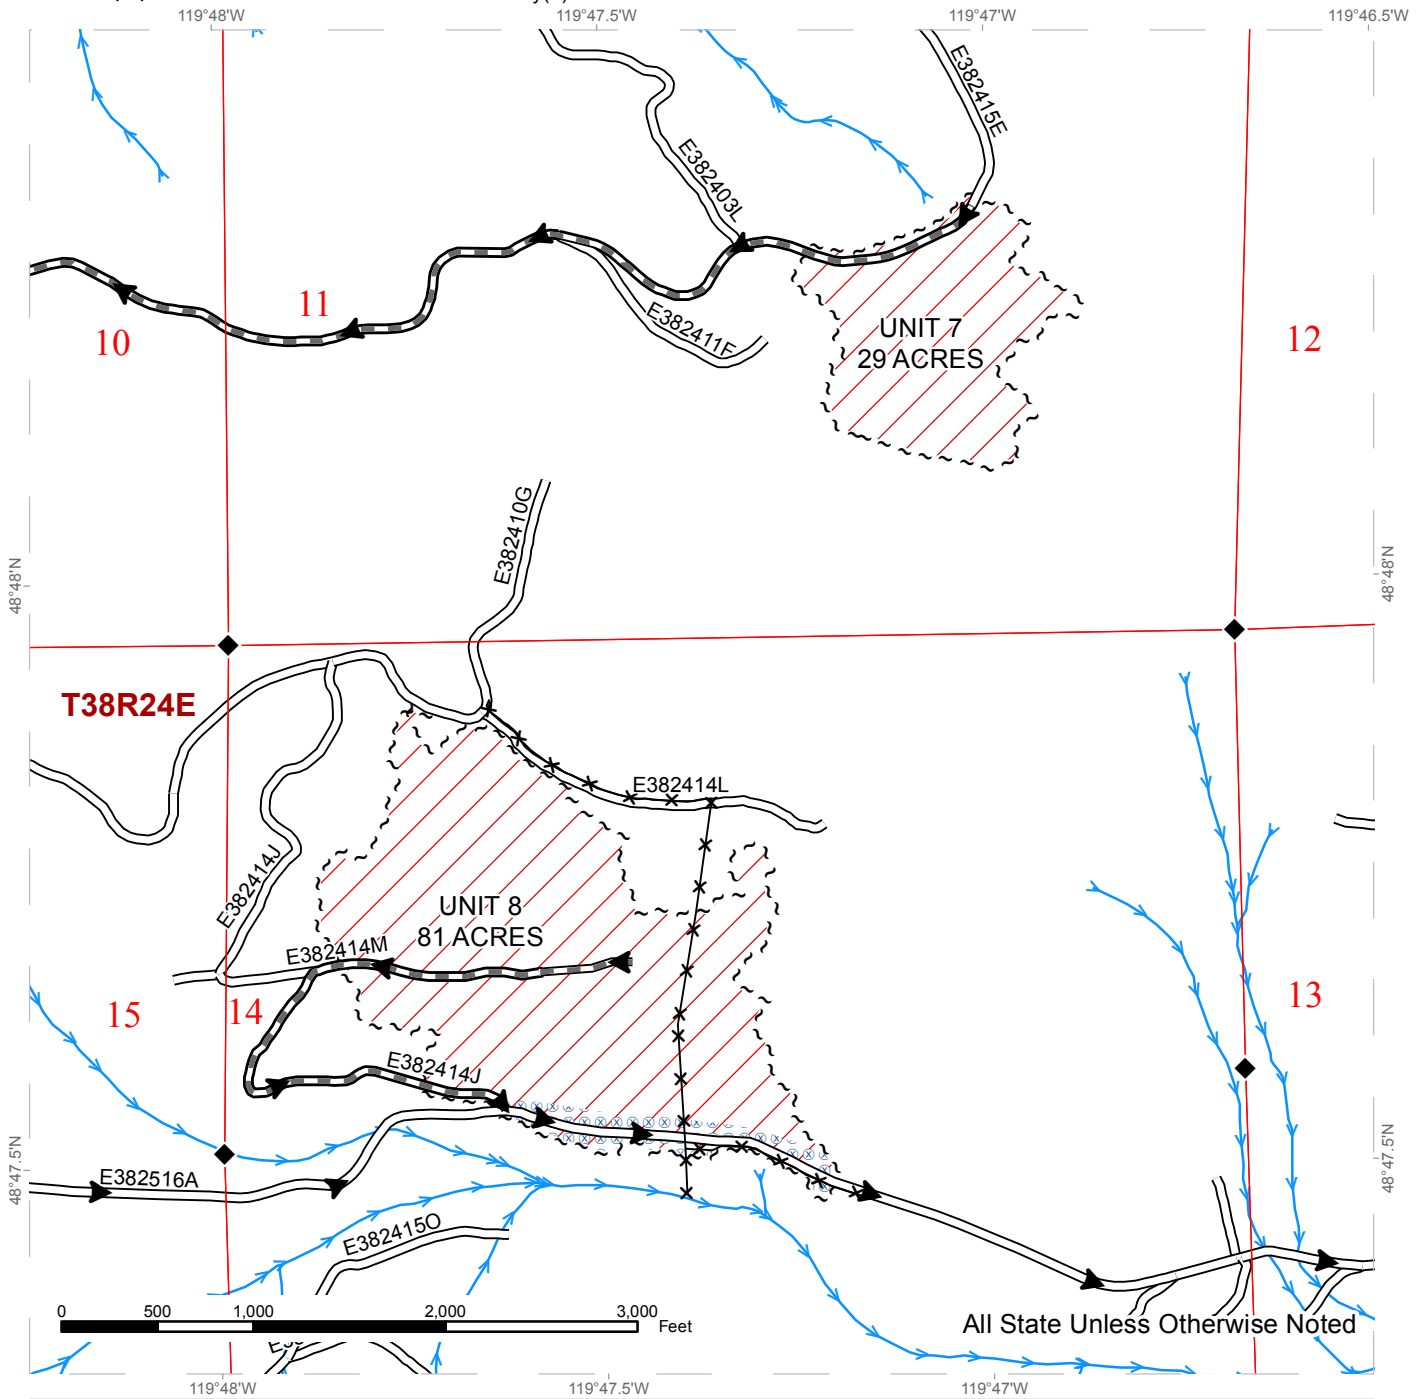 119°48'W
119°47.5'W
119°47'W
119°46.5'W
E382415E
E382403L
11
10
E382411F
UNIT 7
29 ACRES
12
E382410G
48°48'N
48°48'N
T38R24E
E382414L
E382414J
UNIT 8
81 ACRES
E382414M
15
14
13
E382414J
48°47.5'N
48°47.5'N
E382516A
E382415O
0 500 1,000 2,000 3,000
Feet
All State Unless Otherwise Noted
119°48'W
119°47.5'W
119°47'W